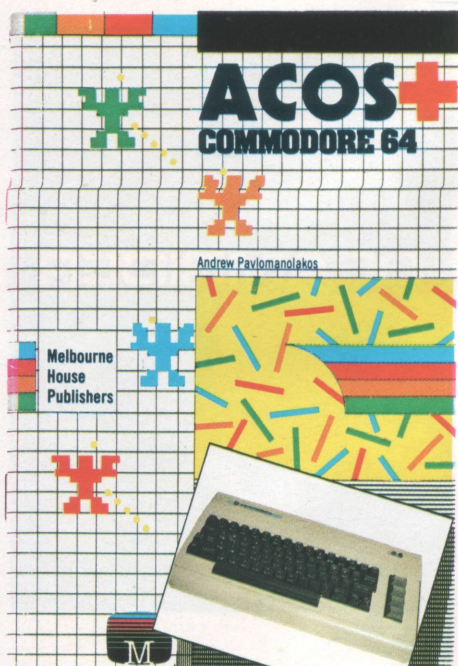 ACOS+
COMMODORE 64
Andrew Pavlomanolakos
Melbourne
House
Publishers
M